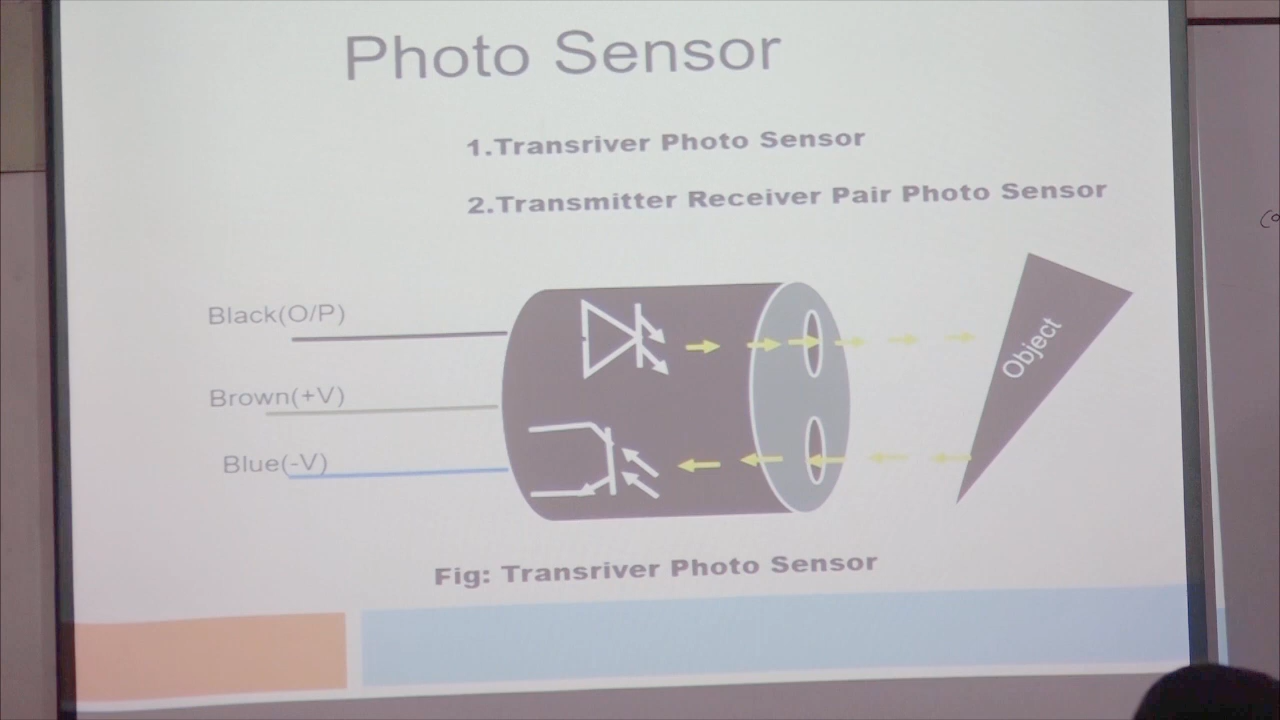 Photo Sensor
1.Transriver Photo Sensor
2.Transmitter Receiver Pair Photo Sensor
Black(O/P)
Brown(+V)
Blue(-V)
Object
Fig: Transriver Photo Sensor